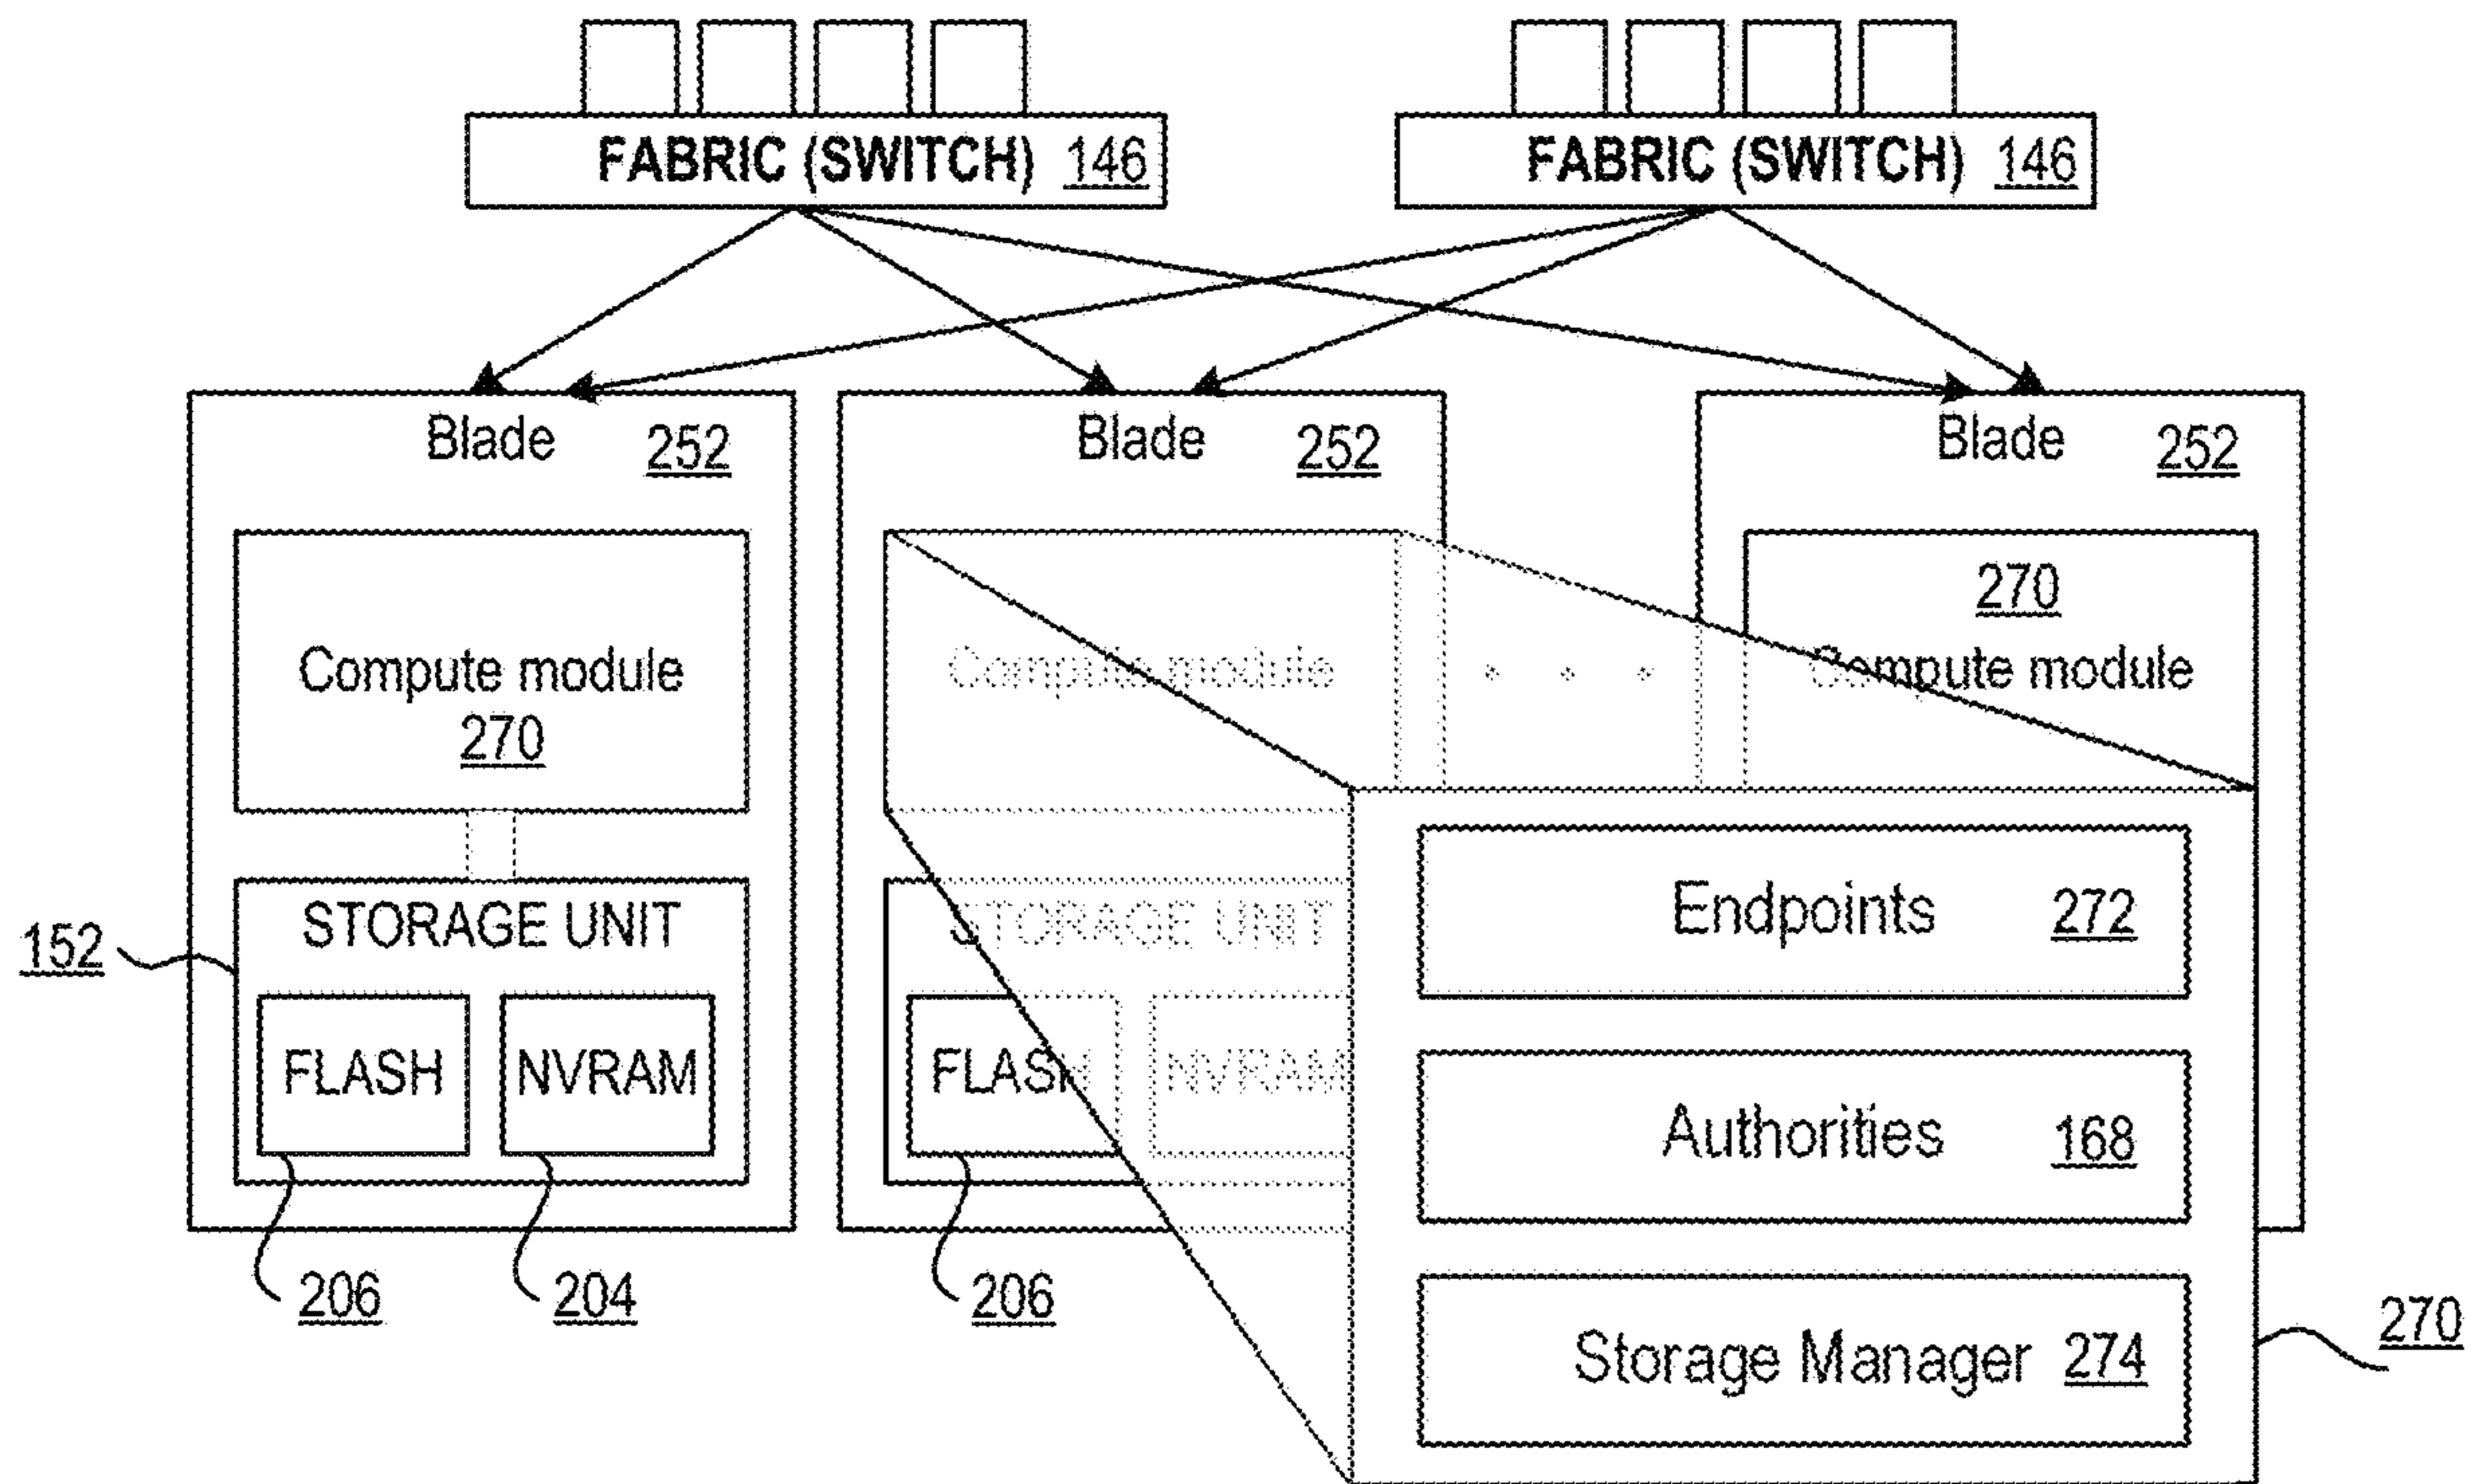 FABRIC (SWITCH) 146
FABRIC (SWITCH) 146
Blade 252
Blade 252
Blade 252
Compute module
270
Compute module
270
Compute module
STORAGE UNIT
152
FLASH
NVRAM
206
204
STORAGE UNIT
FLASH
NVRAM
206
Endpoints 272
Authorities 168
Storage Manager 274
270